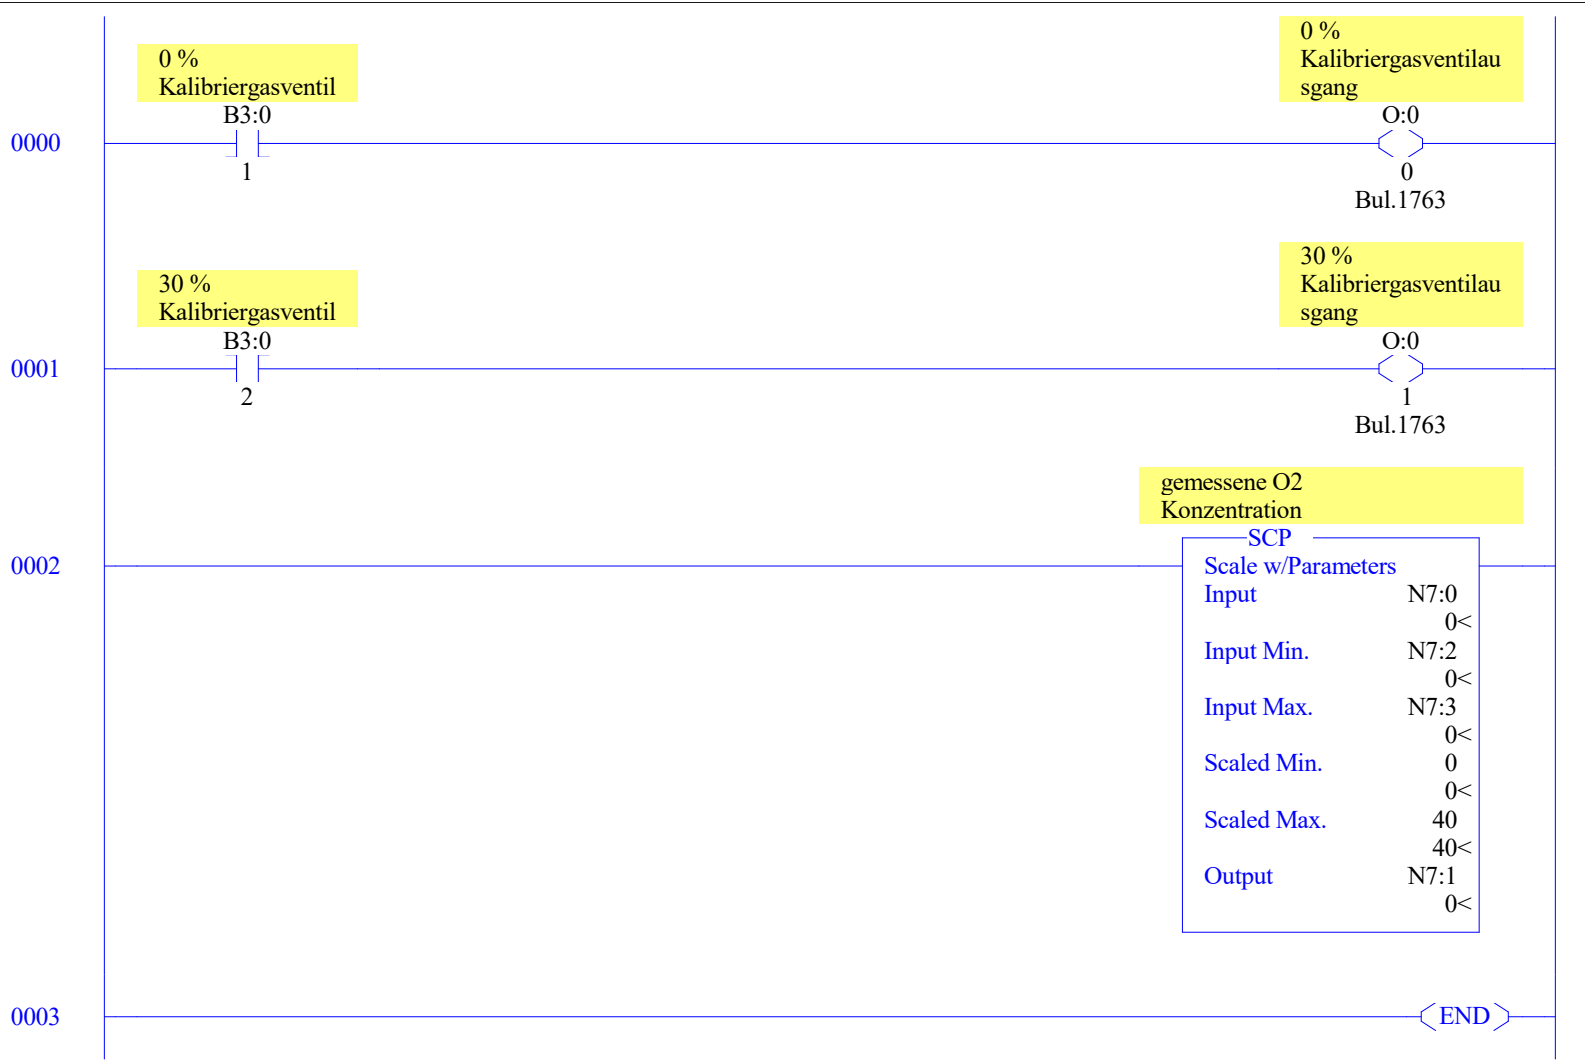 0 %
Kalibriergasventil
B3:0
1
0 %
Kalibriergasventilau
sgang
O:0
0
Bul.1763
0000
30 %
Kalibriergasventil
B3:0
2
30 %
Kalibriergasventilau
sgang
O:0
1
Bul.1763
0001
gemessene O2
Konzentration
0002
SCP
Scale w/Parameters
Input N7:0
0<
Input Min. N7:2
0<
Input Max. N7:3
0<
Scaled Min. 0
0<
Scaled Max. 40
40<
Output N7:1
0<
0003
END